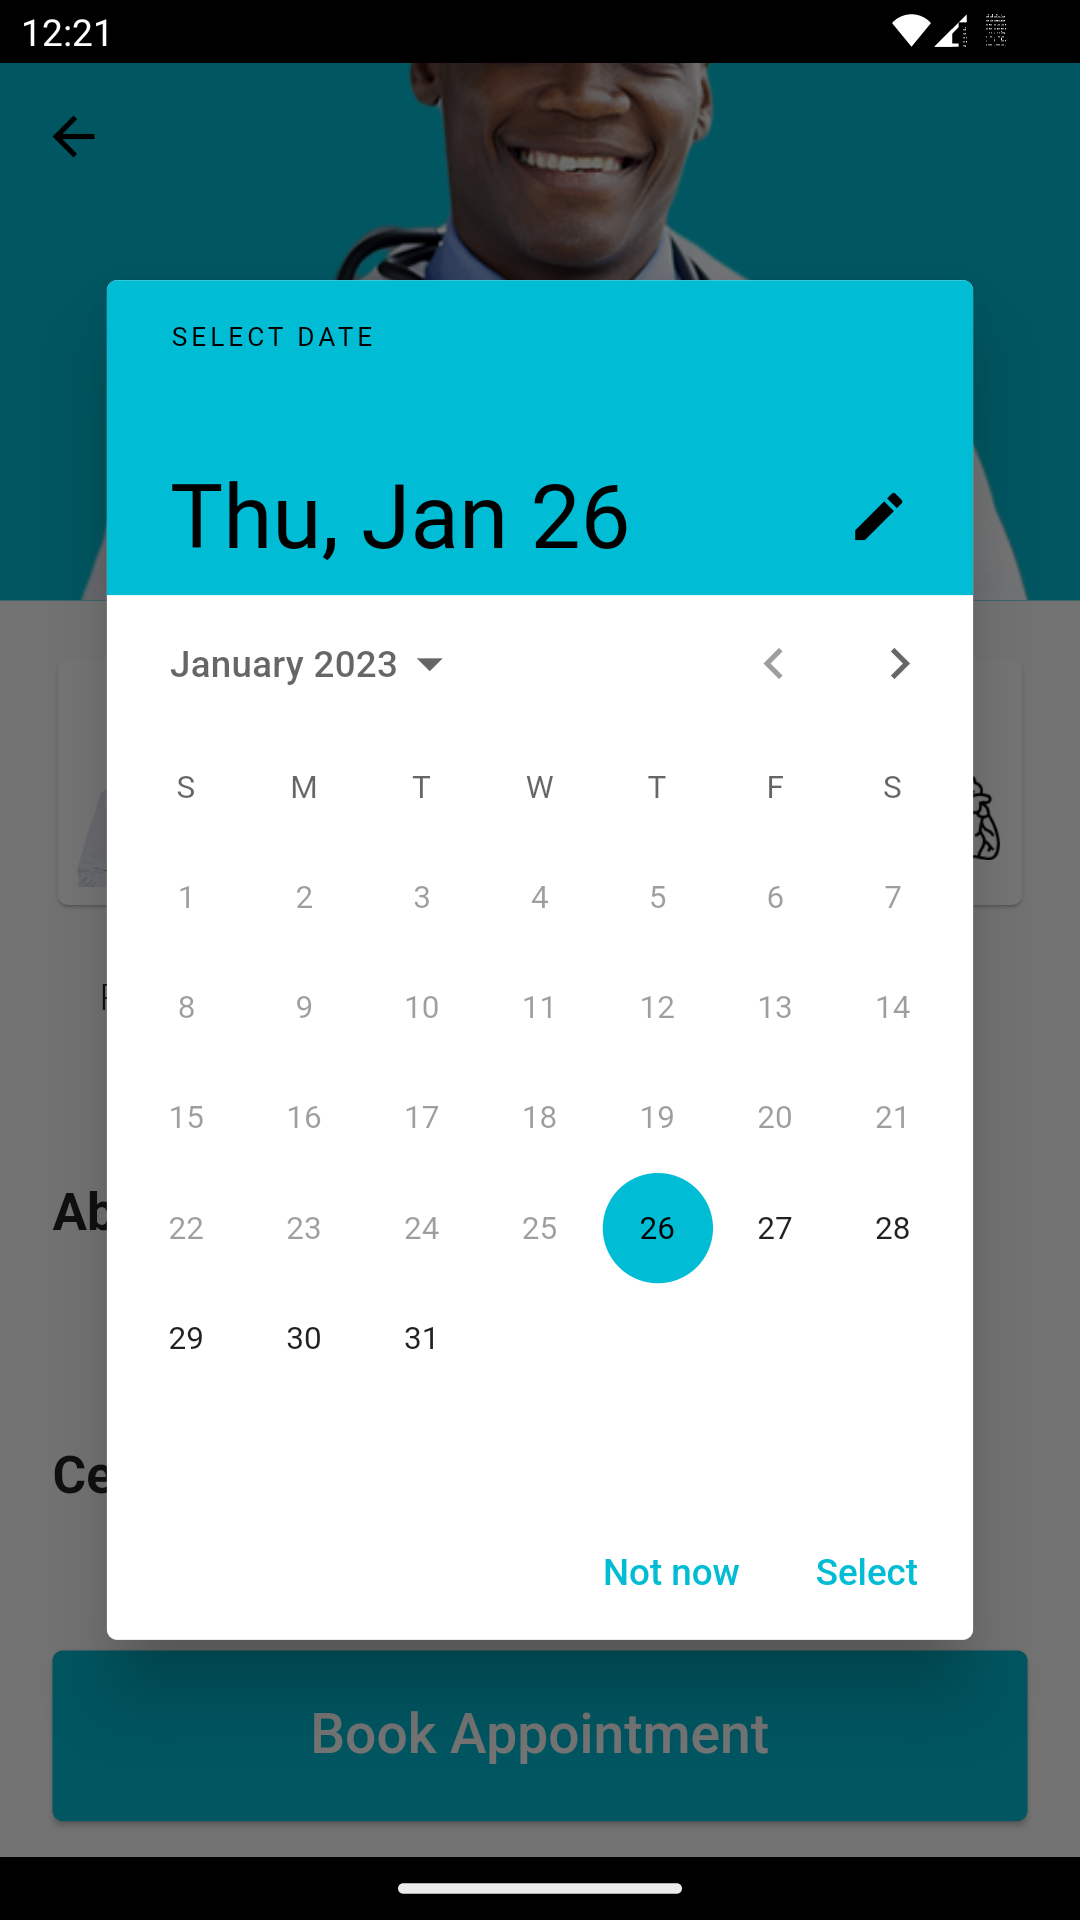 12:21
SELECT DATE
Thu, Jan 26
January 2023
S M T W T F S
1 2 3 4 5 6 7
8 9 10 11 12 13 14
15 16 17 18 19 20 21
22 23 24 25 26 27 28
29 30 31
Ab
Ce
Not now Select
Book Appointment